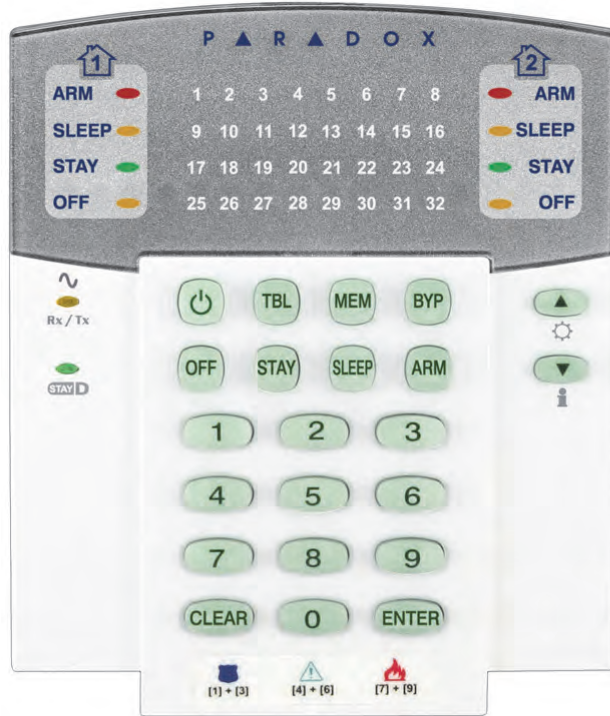 PARADOX
1 2
ARM 1 2 3 4 5 6 7 8 ARM
SLEEP 9 10 11 12 13 14 15 16 SLEEP
STAY 17 18 19 20 21 22 23 24 STAY
OFF 25 26 27 28 29 30 31 32 OFF
TBL MEM BYP
Rx / Tx
OFF STAY SLEEP ARM
STAY D
i
1 2 3
4 5 6
7 8 9
CLEAR 0 ENTER
[1] + [3] [4] + [6] [7] + [9]